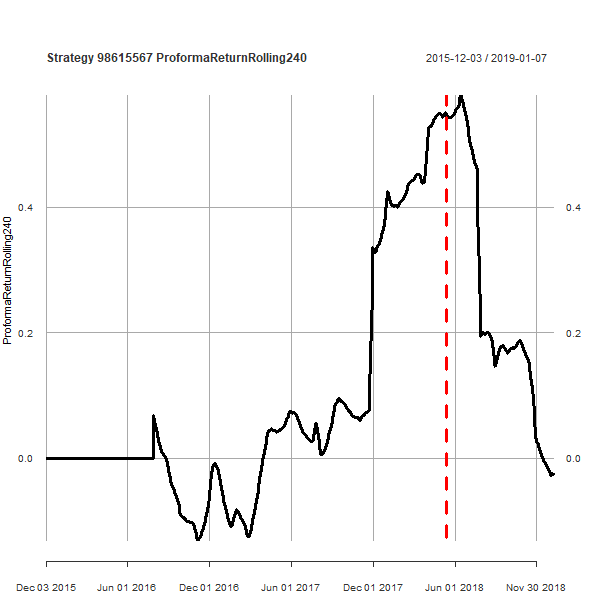 Strategy 98615567 ProformaReturnRolling240
2015-12-03 / 2019-01-07
ProformaReturnRolling240
0.4
0.4
0.2
0.2
0.0
0.0
Dec 03 2015
Jun 01 2016
Dec 01 2016
Jun 01 2017
Dec 01 2017
Jun 01 2018
Nov 30 2018